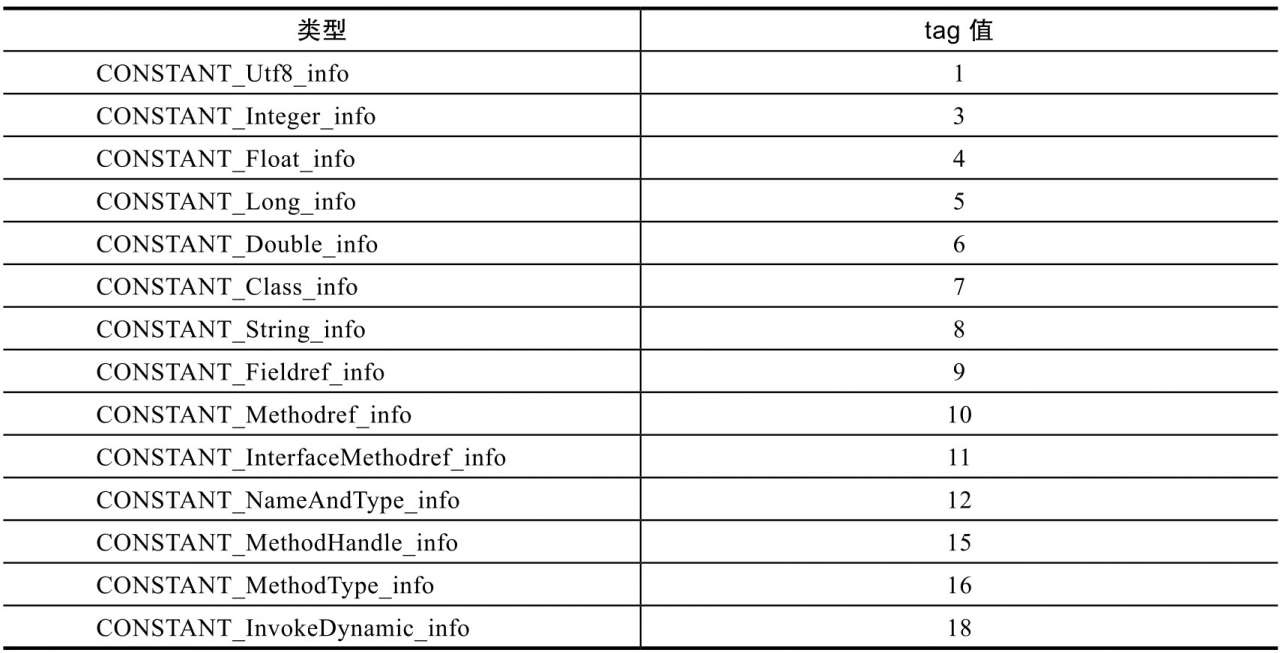 类型 tag 值
CONSTANT_Utf8_info 1
CONSTANT_Integer_info 3
CONSTANT_Float_info 4
CONSTANT_Long_info 5
CONSTANT_Double_info 6
CONSTANT_Class_info 7
CONSTANT_String_info 8
CONSTANT_Fieldref_info 9
CONSTANT_Methodref_info 10
CONSTANT_InterfaceMethodref_info 11
CONSTANT_NameAndType_info 12
CONSTANT_MethodHandle_info 15
CONSTANT_MethodType_info 16
CONSTANT_InvokeDynamic_info 18